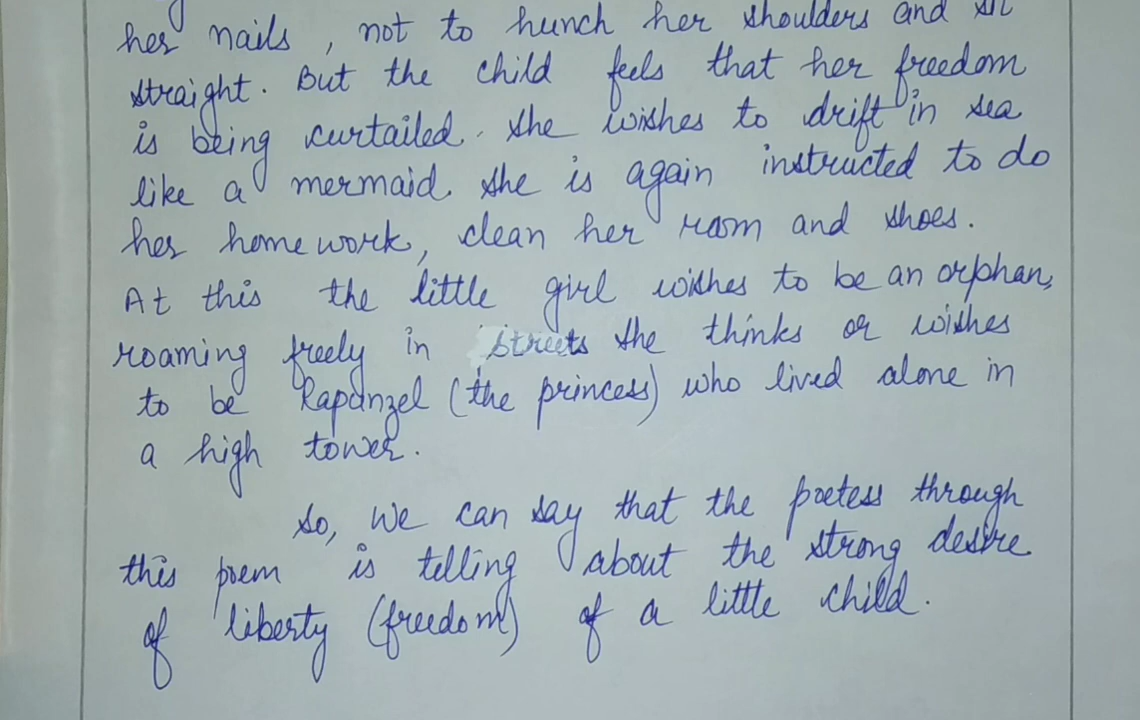 her nails , not to hunch her shoulders and sit
straight. But the child feels that her freedom
is being curtailed. She wishes to drift in sea
like a mermaid. She is again instructed to do
her homework, clean her room and shoes.
At this the little girl wishes to be an orphan,
roaming freely in streets she thinks or wishes
to be Rapunzel (the princess) who lived alone in
a high tower.
So, we can say that the poetess through
this poem is telling about the strong desire
of liberty (freedom) of a little child.